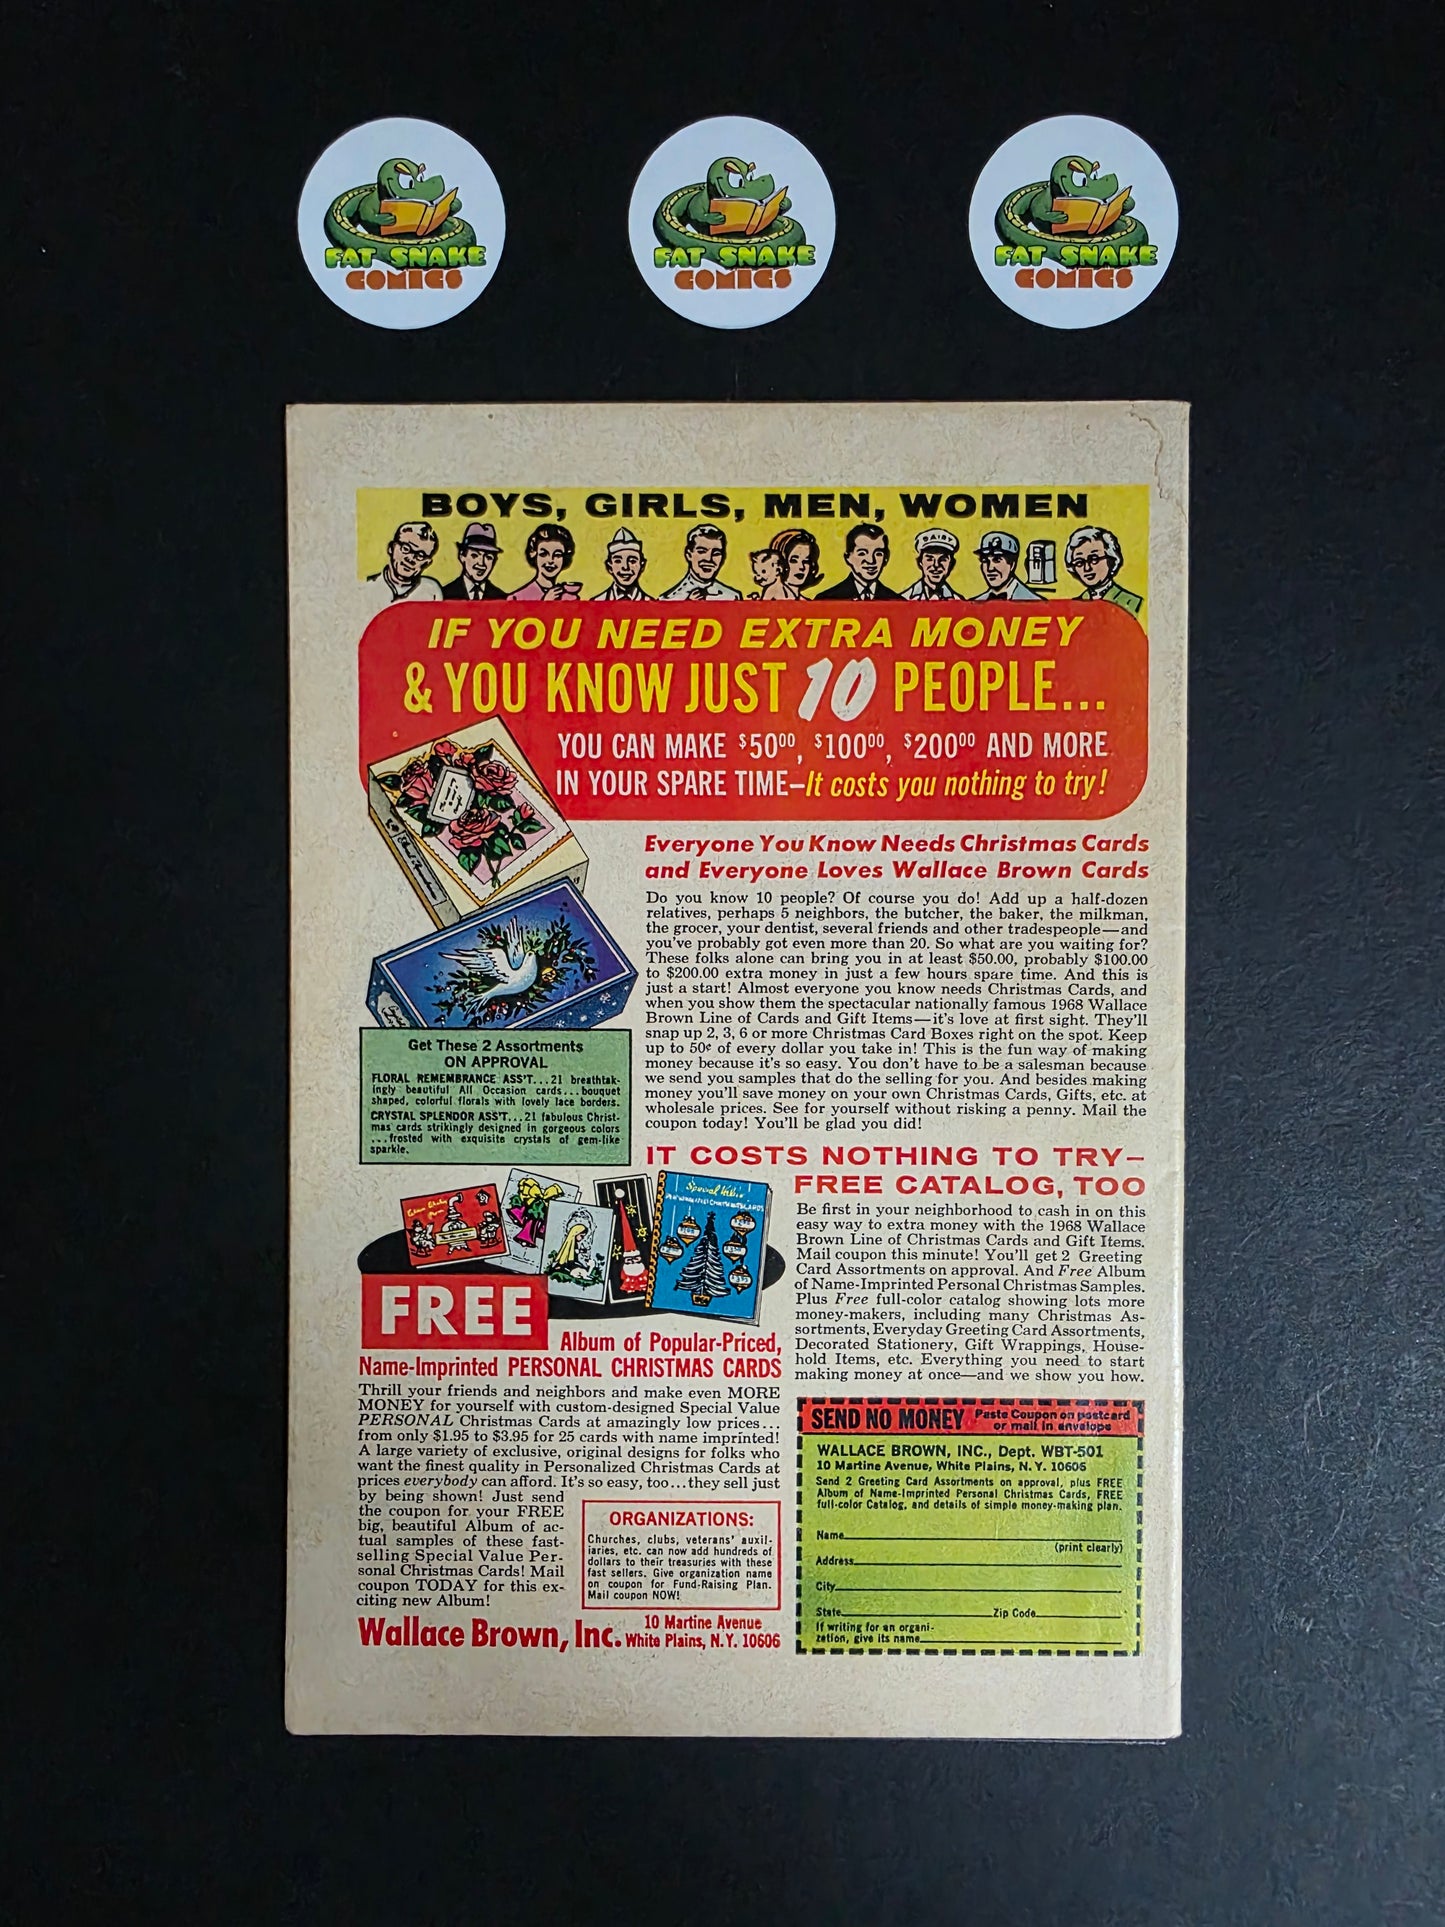 FAT SNAKE
COMICS
FAT SNAKE
COMICS
FAT SNAKE
COMICS
BOYS, GIRLS, MEN, WOMEN
DAIRY
IF YOU NEED EXTRA MONEY
& YOU KNOW JUST 10 PEOPLE...
YOU CAN MAKE $50⁰⁰, $100⁰⁰, $200⁰⁰ AND MORE
IN YOUR SPARE TIME–It costs you nothing to try!
Everyone You Know Needs Christmas Cards
and Everyone Loves Wallace Brown Cards
Do you know 10 people? Of course you do! Add up a half-dozen
relatives, perhaps 5 neighbors, the butcher, the baker, the milkman,
the grocer, your dentist, several friends and other tradespeople—and
you've probably got even more than 20. So what are you waiting for?
These folks alone can bring you in at least $50.00, probably $100.00
to $200.00 extra money in just a few hours spare time. And this is
just a start! Almost everyone you know needs Christmas Cards, and
when you show them the spectacular nationally famous 1968 Wallace
Brown Line of Cards and Gift Items—it's love at first sight. They'll
snap up 2, 3, 6 or more Christmas Card Boxes right on the spot. Keep
up to 50¢ of every dollar you take in! This is the fun way of making
money because it's so easy. You don't have to be a salesman because
we send you samples that do the selling for you. And besides making
money you'll save money on your own Christmas Cards, Gifts, etc. at
wholesale prices. See for yourself without risking a penny. Mail the
coupon today! You'll be glad you did!
Get These 2 Assortments
ON APPROVAL
FLORAL REMEMBRANCE ASS'T...21 breathtak-
ingly beautiful All Occasion cards...bouquet
shaped, colorful florals with lovely lace borders.
CRYSTAL SPLENDOR ASS'T...21 fabulous Christ-
mas cards strikingly designed in gorgeous colors
...frosted with exquisite crystals of gem-like
sparkle.
IT COSTS NOTHING TO TRY–
FREE CATALOG, TOO
Be first in your neighborhood to cash in on this
easy way to extra money with the 1968 Wallace
Brown Line of Christmas Cards and Gift Items.
Mail coupon this minute! You'll get 2 Greeting
Card Assortments on approval. And Free Album
of Name-Imprinted Personal Christmas Samples.
Plus Free full-color catalog showing lots more
money-makers, including many Christmas As-
sortments, Everyday Greeting Card Assortments,
Decorated Stationery, Gift Wrappings, House-
hold Items, etc. Everything you need to start
making money at once—and we show you how.
Special Value
FREE
Album of Popular-Priced,
Name-Imprinted PERSONAL CHRISTMAS CARDS
Thrill your friends and neighbors and make even MORE
MONEY for yourself with custom-designed Special Value
PERSONAL Christmas Cards at amazingly low prices...
from only $1.95 to $3.95 for 25 cards with name imprinted!
A large variety of exclusive, original designs for folks who
want the finest quality in Personalized Christmas Cards at
prices everybody can afford. It's so easy, too...they sell just
by being shown! Just send
the coupon for your FREE
big, beautiful Album of ac-
tual samples of these fast-
selling Special Value Per-
sonal Christmas Cards! Mail
coupon TODAY for this ex-
citing new Album!
ORGANIZATIONS:
Churches, clubs, veterans' auxil-
iaries, etc. can now add hundreds of
dollars to their treasuries with these
fast sellers. Give organization name
on coupon for Fund-Raising Plan.
Mail coupon NOW!
Wallace Brown, Inc. 10 Martine Avenue
White Plains, N.Y. 10606
SEND NO MONEY Paste Coupon on postcard
or mail in envelope
WALLACE BROWN, INC., Dept. WBT-501
10 Martine Avenue, White Plains, N.Y. 10606
Send 2 Greeting Card Assortments on approval, plus FREE
Album of Name-Imprinted Personal Christmas Cards, FREE
full-color Catalog, and details of simple money-making plan.
Name
(print clearly)
Address
City
State Zip Code
If writing for an organi-
zation, give its name